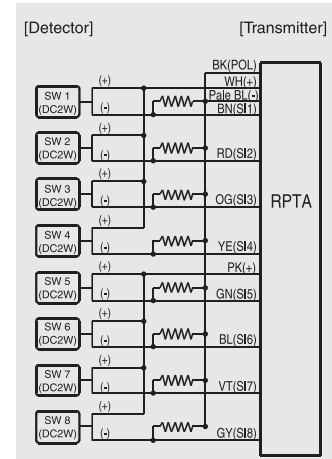 [Detector] [Transmitter]
BK(POL)
(+) WH(+)
Pale BL(-)
SW 1
(DC2W) (-) BN(SI1)
(+)
SW 2
(DC2W) (-) RD(SI2)
(+)
SW 3
(DC2W) (-) OG(SI3) RPTA
(+)
SW 4
(DC2W) (-) YE(SI4)
(+) PK(+)
SW 5
(DC2W) (-) GN(SI5)
(+)
SW 6
(DC2W) (-) BL(SI6)
(+)
SW 7
(DC2W) (-) VT(SI7)
(+)
SW 8
(DC2W) (-) GY(SI8)